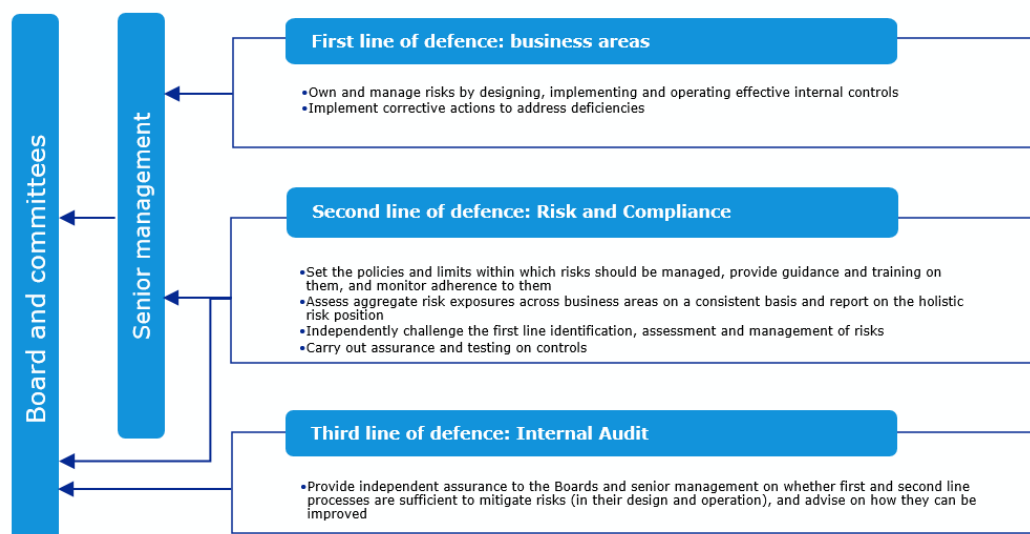 Board and committees
Senior management
First line of defence: business areas
•Own and manage risks by designing, implementing and operating effective internal controls
•Implement corrective actions to address deficiencies
Second line of defence: Risk and Compliance
•Set the policies and limits within which risks should be managed, provide guidance and training on
them, and monitor adherence to them
•Assess aggregate risk exposures across business areas on a consistent basis and report on the holistic
risk position
•Independently challenge the first line identification, assessment and management of risks
•Carry out assurance and testing on controls
Third line of defence: Internal Audit
•Provide independent assurance to the Boards and senior management on whether first and second line
processes are sufficient to mitigate risks (in their design and operation), and advise on how they can be
improved